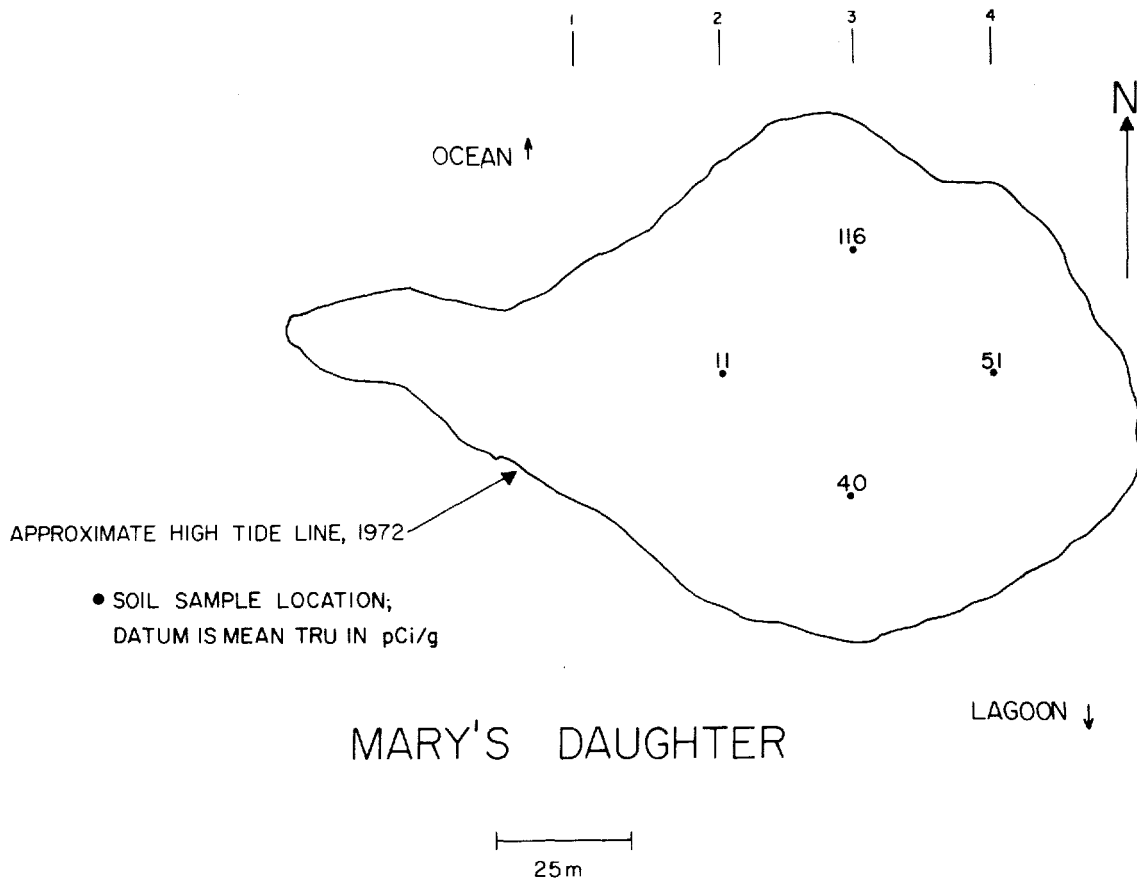 1 2 3 4
N
OCEAN
116
11
51
40
APPROXIMATE HIGH TIDE LINE, 1972
SOIL SAMPLE LOCATION;
DATUM IS MEAN TRU IN pCi/g
LAGOON
MARY'S DAUGHTER
25m